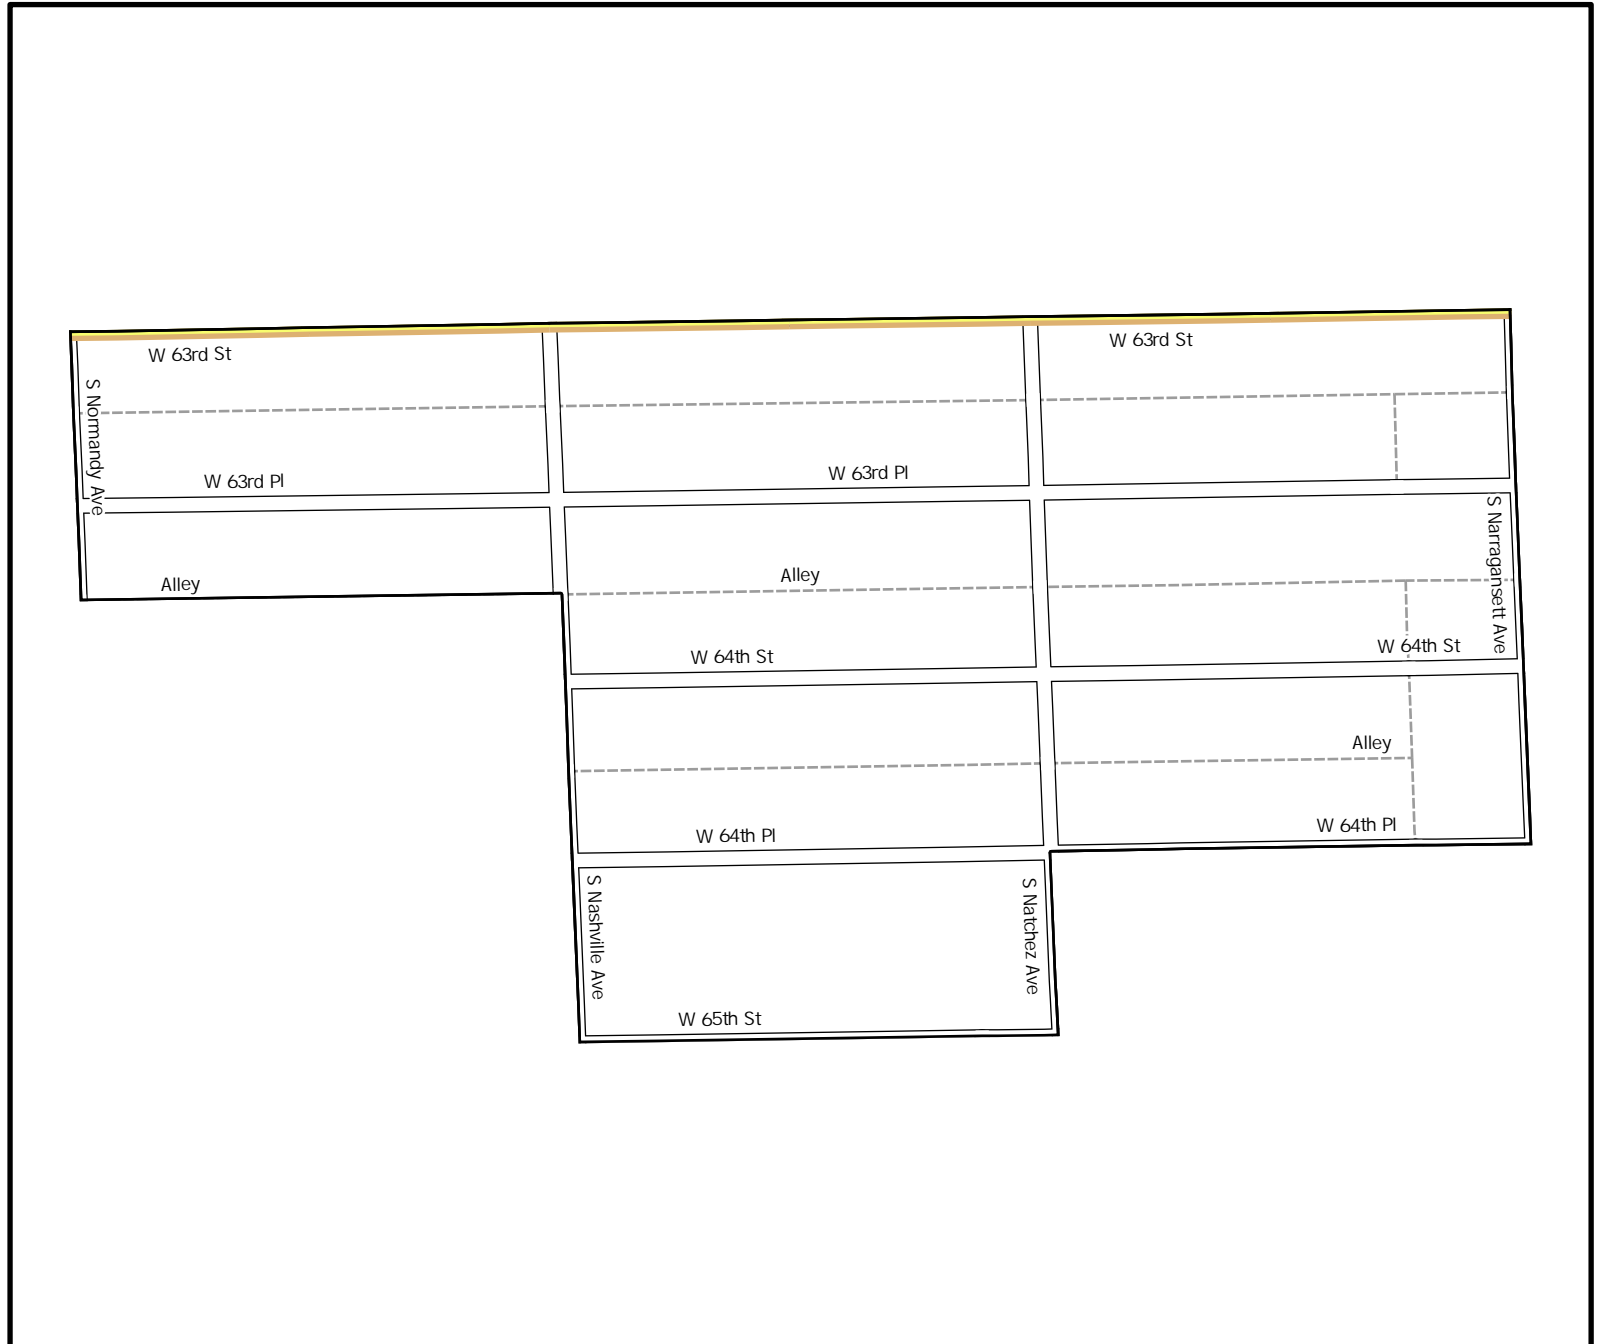 W 63rd St
W 63rd St
S Normandy Ave
W 63rd Pl
W 63rd Pl
S Narragansett Ave
Alley
Alley
W 64th St
W 64th St
Alley
W 64th Pl
W 64th Pl
S Nashville Ave
S Natchez Ave
W 65th St